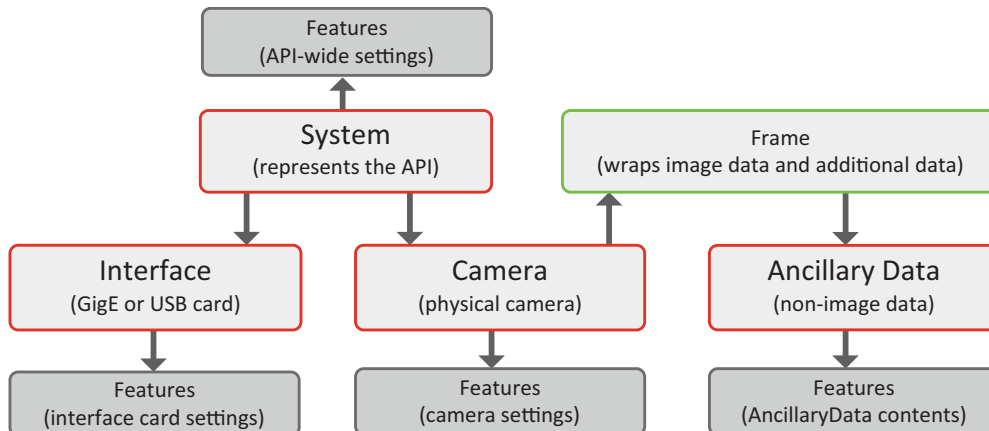 Features
(API-wide settings)
System
(represents the API)
Frame
(wraps image data and additional data)
Interface
(GigE or USB card)
Camera
(physical camera)
Ancillary Data
(non-image data)
Features
(interface card settings)
Features
(camera settings)
Features
(AncillaryData contents)